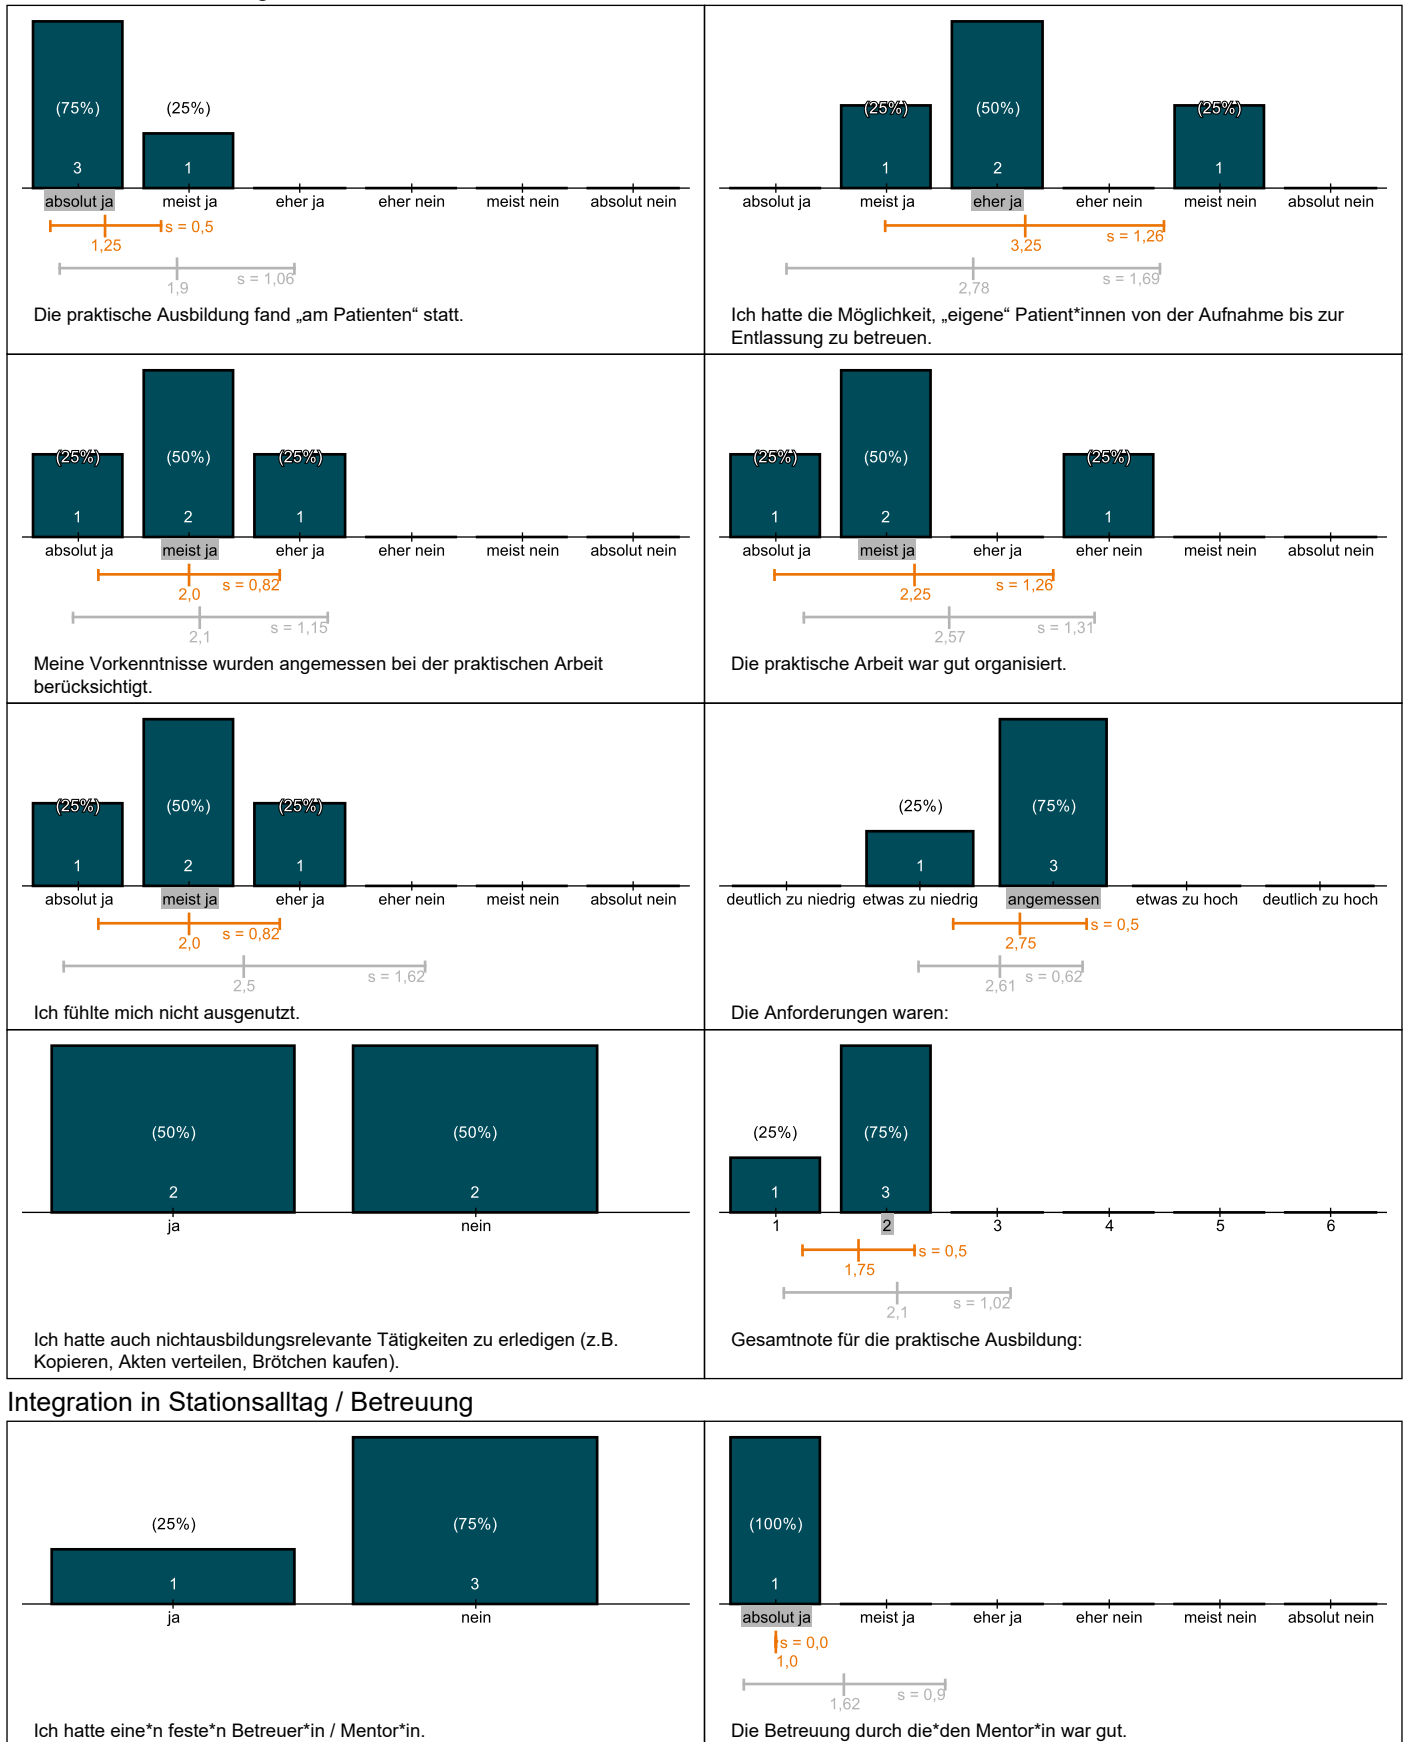 (75%) (25%)
3 1
absolut ja meist ja eher ja eher nein meist nein absolut nein
s = 0,5
1,25
s = 1,06
1,9
Die praktische Ausbildung fand „am Patienten“ statt.
(25%) (50%) (25%)
1 2 1
absolut ja meist ja eher ja eher nein meist nein absolut nein
s = 1,26
3,25
s = 1,69
2,78
Ich hatte die Möglichkeit, „eigene“ Patient*innen von der Aufnahme bis zur
Entlassung zu betreuen.
(25%) (50%) (25%)
1 2 1
absolut ja meist ja eher ja eher nein meist nein absolut nein
s = 0,82
2,0
s = 1,15
2,1
Meine Vorkenntnisse wurden angemessen bei der praktischen Arbeit
berücksichtigt.
(25%) (50%) (25%)
1 2 1
absolut ja meist ja eher ja eher nein meist nein absolut nein
s = 1,26
2,25
s = 1,31
2,57
Die praktische Arbeit war gut organisiert.
(25%) (50%) (25%)
1 2 1
absolut ja meist ja eher ja eher nein meist nein absolut nein
s = 0,82
2,0
s = 1,62
2,5
Ich fühlte mich nicht ausgenutzt.
(25%) (75%)
1 3
deutlich zu niedrig etwas zu niedrig angemessen etwas zu hoch deutlich zu hoch
s = 0,5
2,75
s = 0,62
2,61
Die Anforderungen waren:
(50%) (50%)
2 2
ja nein
Ich hatte auch nichtausbildungsrelevante Tätigkeiten zu erledigen (z.B.
Kopieren, Akten verteilen, Brötchen kaufen).
(25%) (75%)
1 3
1 2 3 4 5 6
s = 0,5
1,75
s = 1,02
2,1
Gesamtnote für die praktische Ausbildung:
Integration in Stationsalltag / Betreuung
(25%) (75%)
1 3
ja nein
Ich hatte eine*n feste*n Betreuer*in / Mentor*in.
(100%)
1
absolut ja meist ja eher ja eher nein meist nein absolut nein
s = 0,0
1,0
s = 0,9
1,62
Die Betreuung durch die*den Mentor*in war gut.